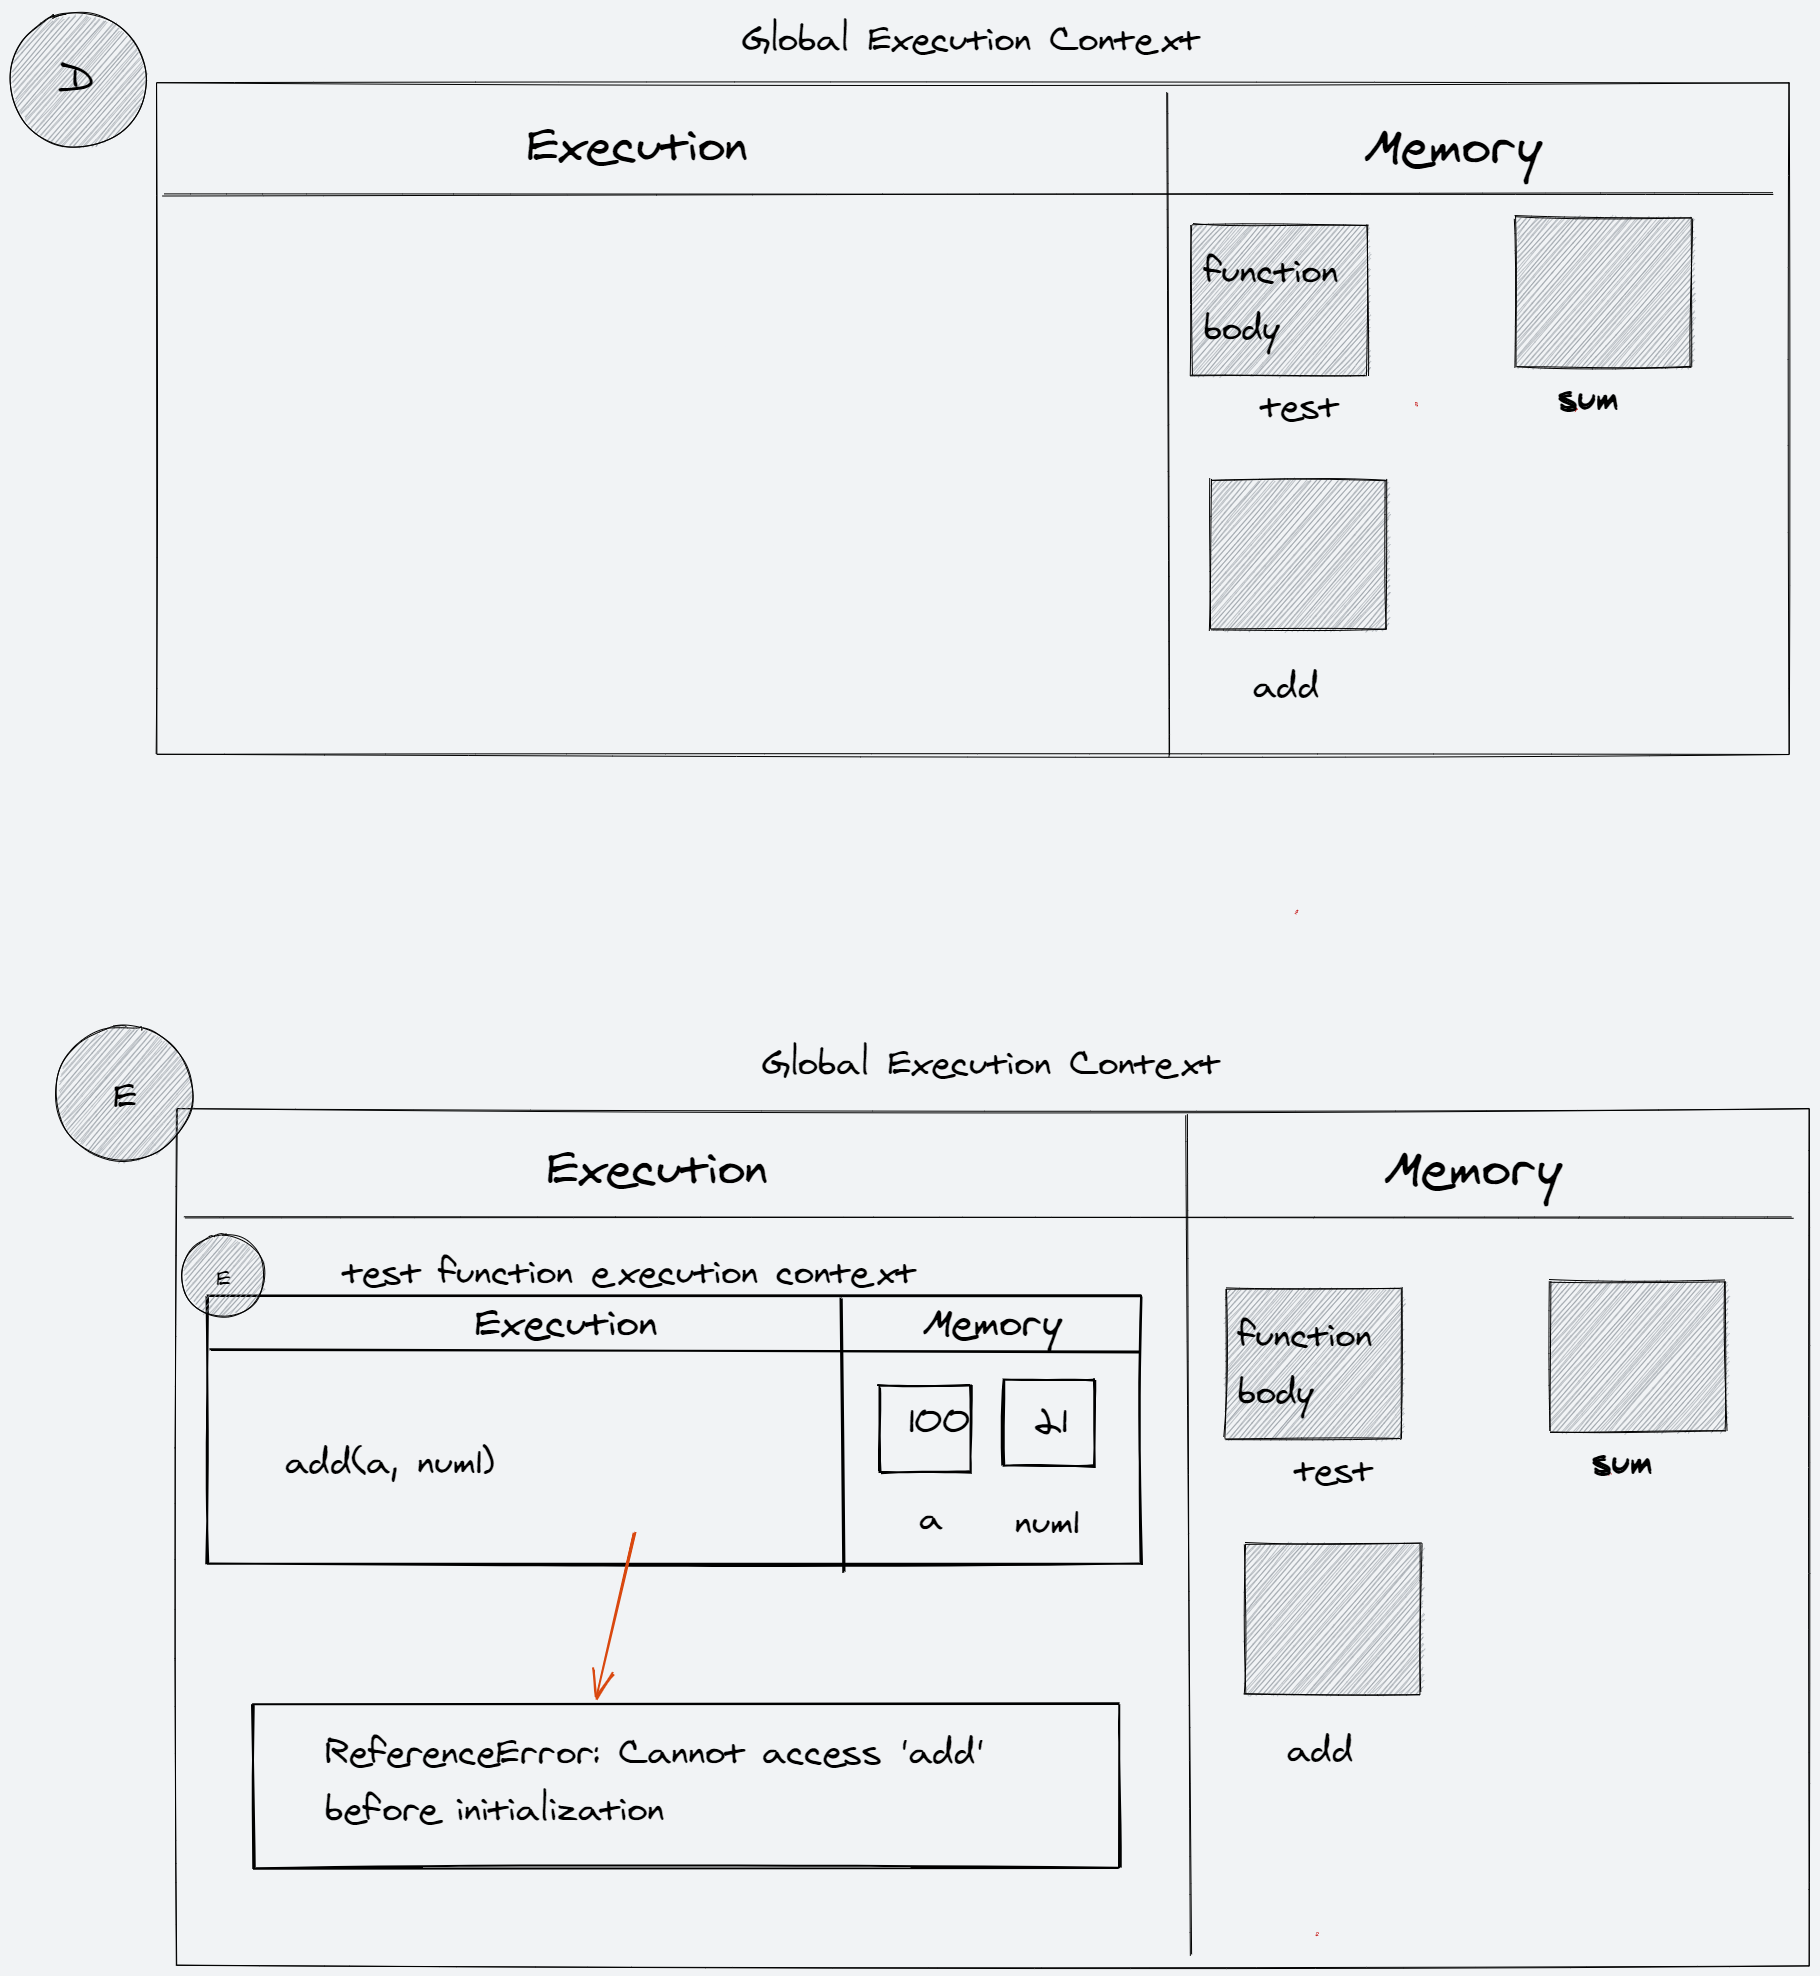 D
Global Execution Context
Execution
Memory
function
body
test
sum
add
E
Global Execution Context
Execution
Memory
E
test function execution context
Execution
Memory
add(a, num1)
100
21
a
num1
function
body
test
sum
add
ReferenceError: Cannot access 'add'
before initialization